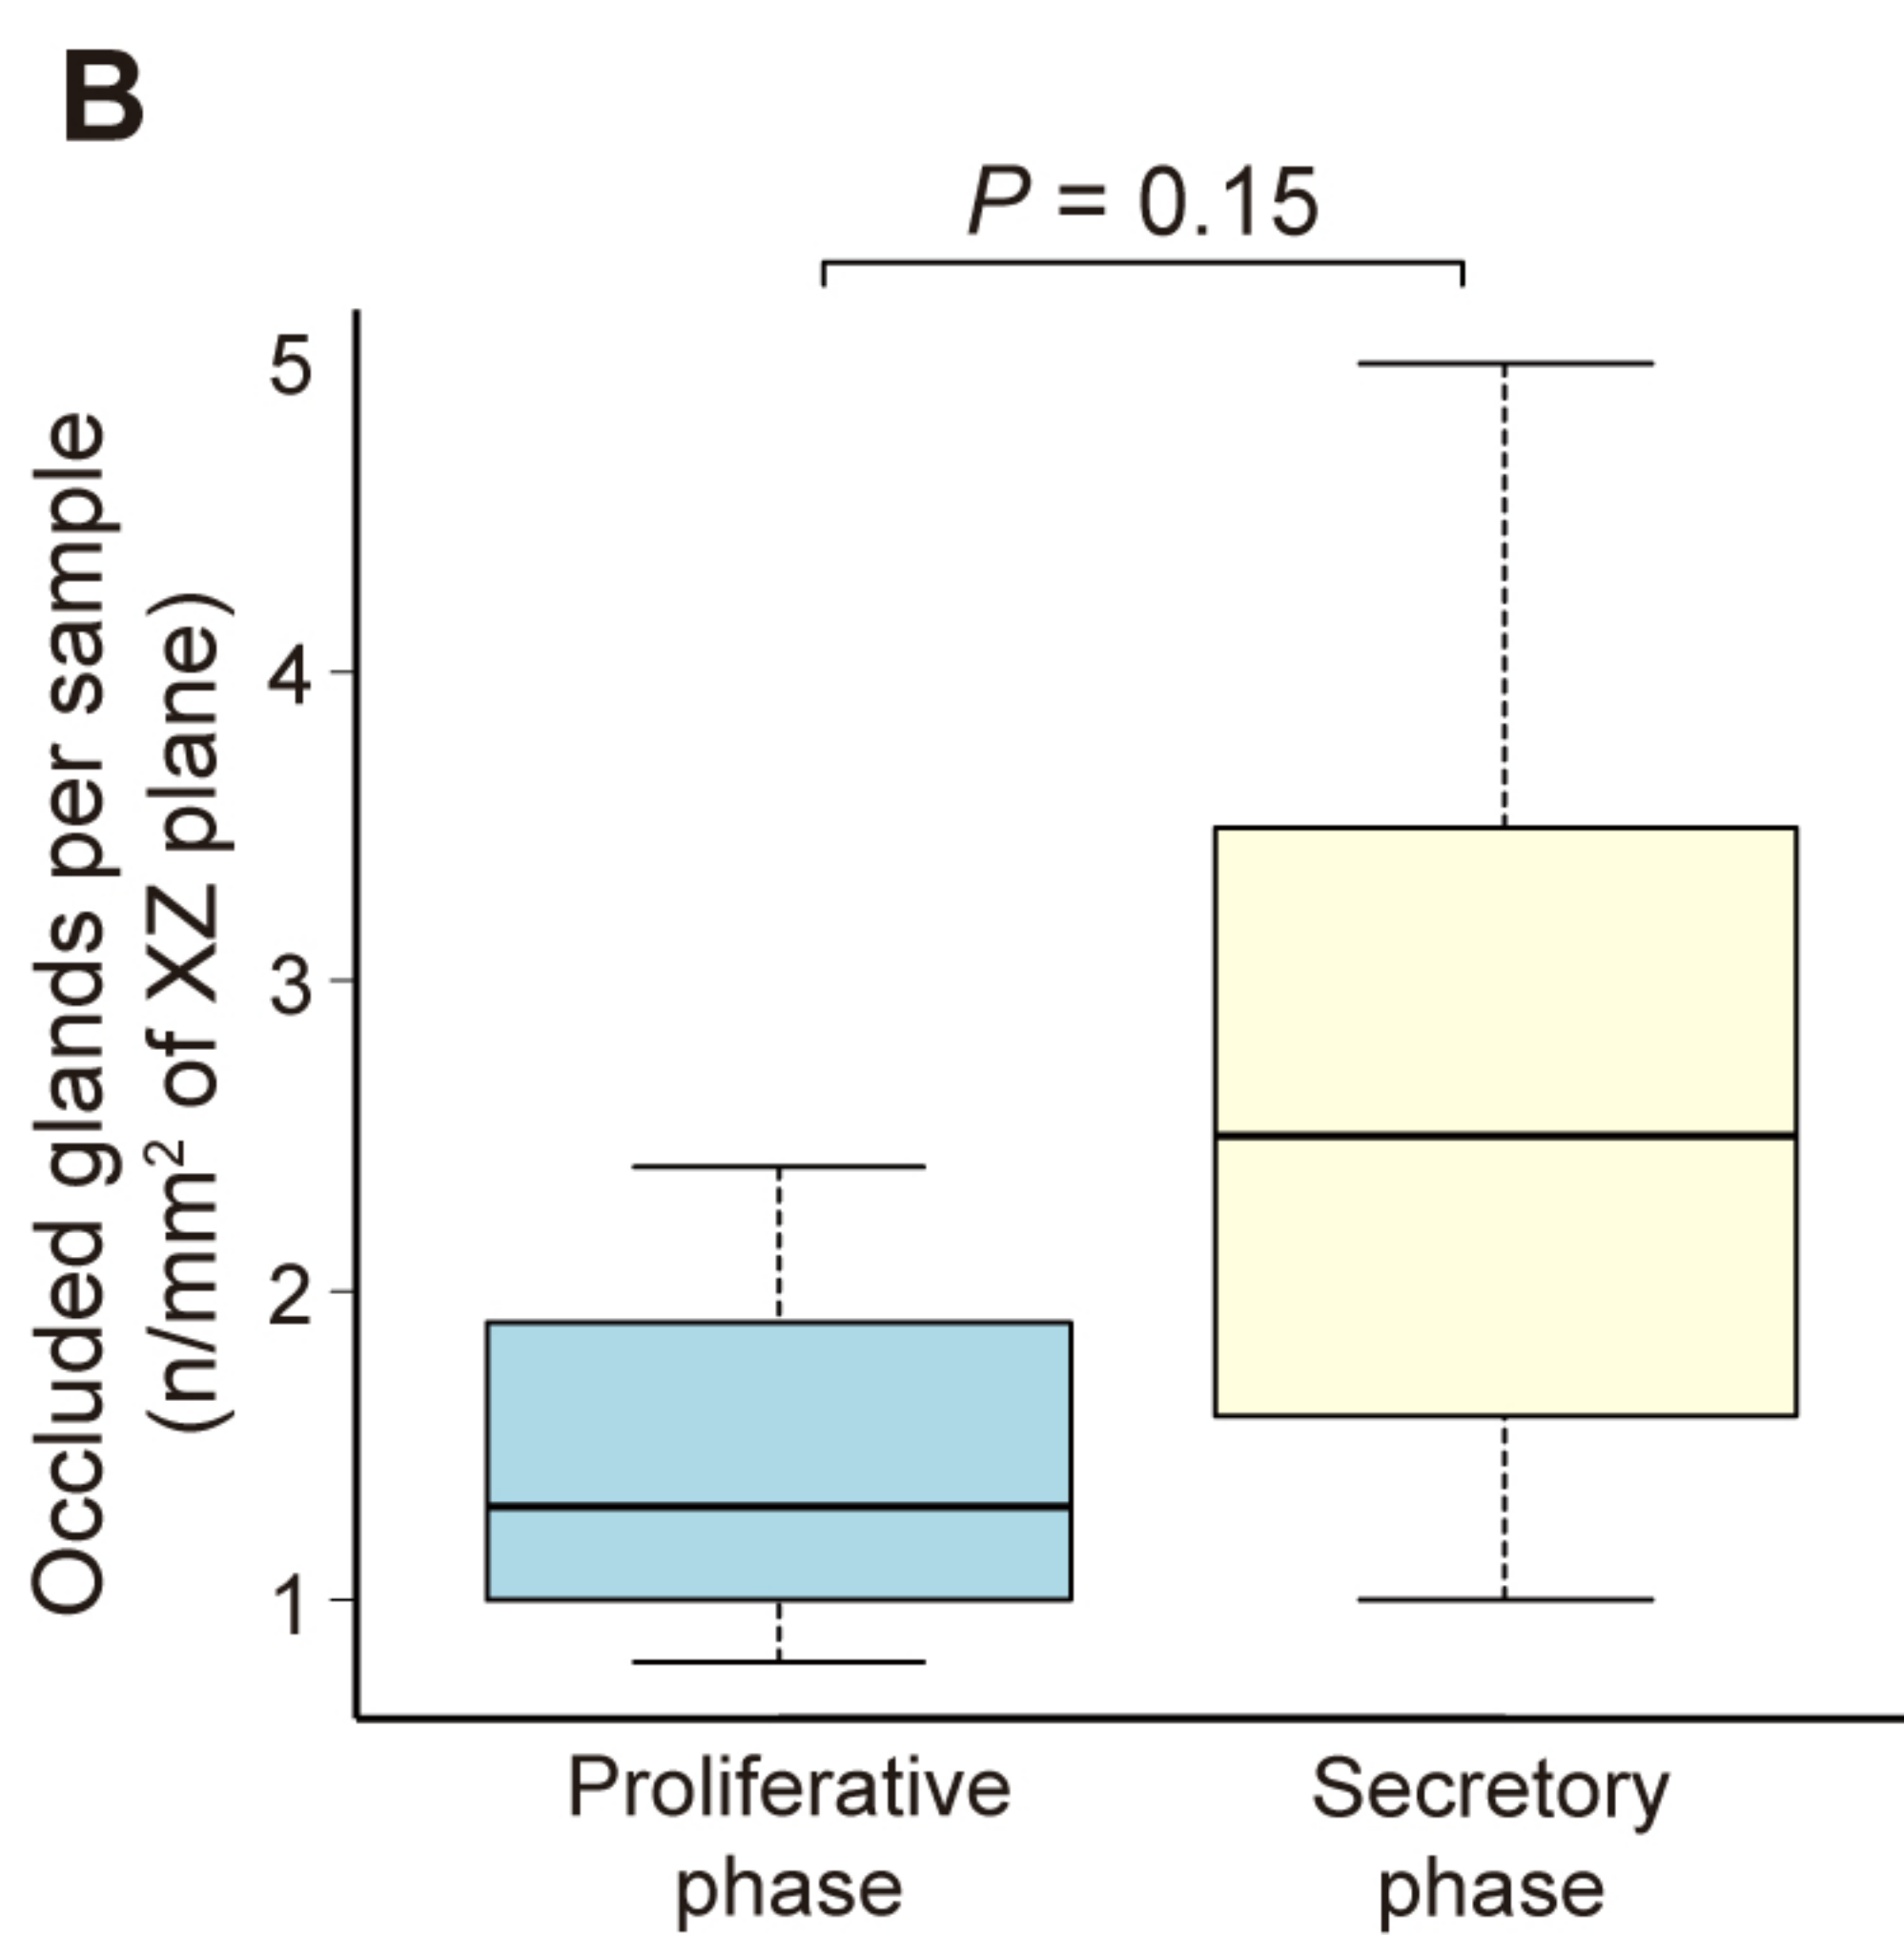 B
P = 0.15
Occluded glands per sample
(n/mm² of XZ plane)
5
4
3
2
1
Proliferative
phase
Secretory
phase